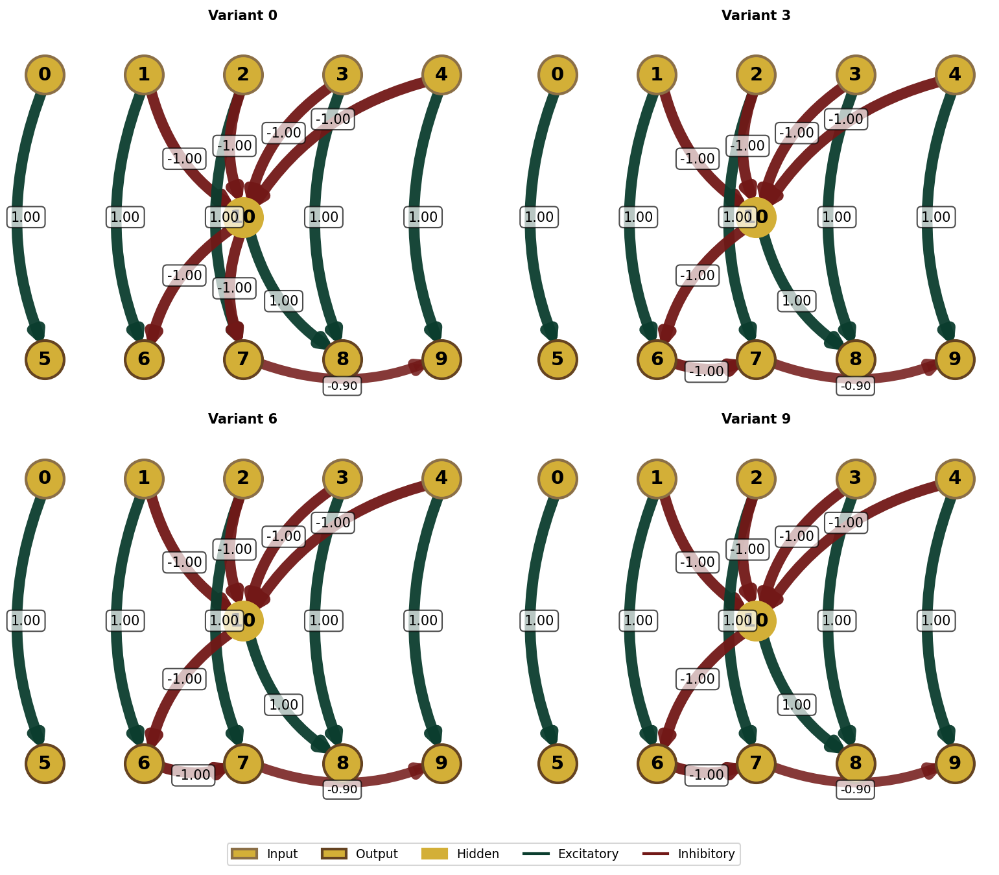 Variant 0
Variant 3
0 1 2 3 4
0 1 2 3 4
-1.00 -1.00 -1.00 -1.00
-1.00 -1.00 -1.00 -1.00
1.00 1.00 1.00 10 1.00 1.00
1.00 1.00 1.00 10 1.00 1.00
-1.00 -1.00 1.00
-1.00 1.00
5 6 7 8 9
5 6 7 8 9
-0.90
-1.00 -0.90
Variant 6
Variant 9
0 1 2 3 4
0 1 2 3 4
-1.00 -1.00 -1.00 -1.00
-1.00 -1.00 -1.00 -1.00
1.00 1.00 1.00 10 1.00 1.00
1.00 1.00 1.00 10 1.00 1.00
-1.00 1.00
-1.00 1.00
5 6 7 8 9
5 6 7 8 9
-1.00 -0.90
-1.00 -0.90
Input Output Hidden Excitatory Inhibitory